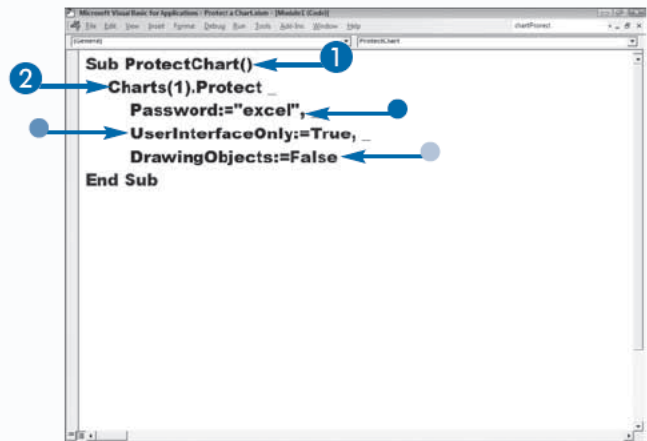 Microsoft Visual Basic for Applications - Protect a Chart.xlsm - [Module1 (Code)]
File Edit View Insert Format Debug Run Tools Add-Ins Window Help
(General) ProtectChart
1
Sub ProtectChart()
2
Charts(1).Protect _
Password:="excel", _
UserInterfaceOnly:=True, _
DrawingObjects:=False
End Sub